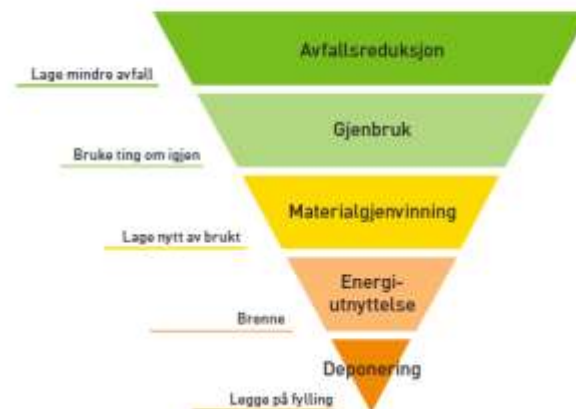 Avfallsreduksjon
Lage mindre avfall
Gjenbruk
Bruke ting om igjen
Materialgjenvinning
Lage nytt av brukt
Energi-
utnyttelse
Brenne
Deponering
Legge på fylling